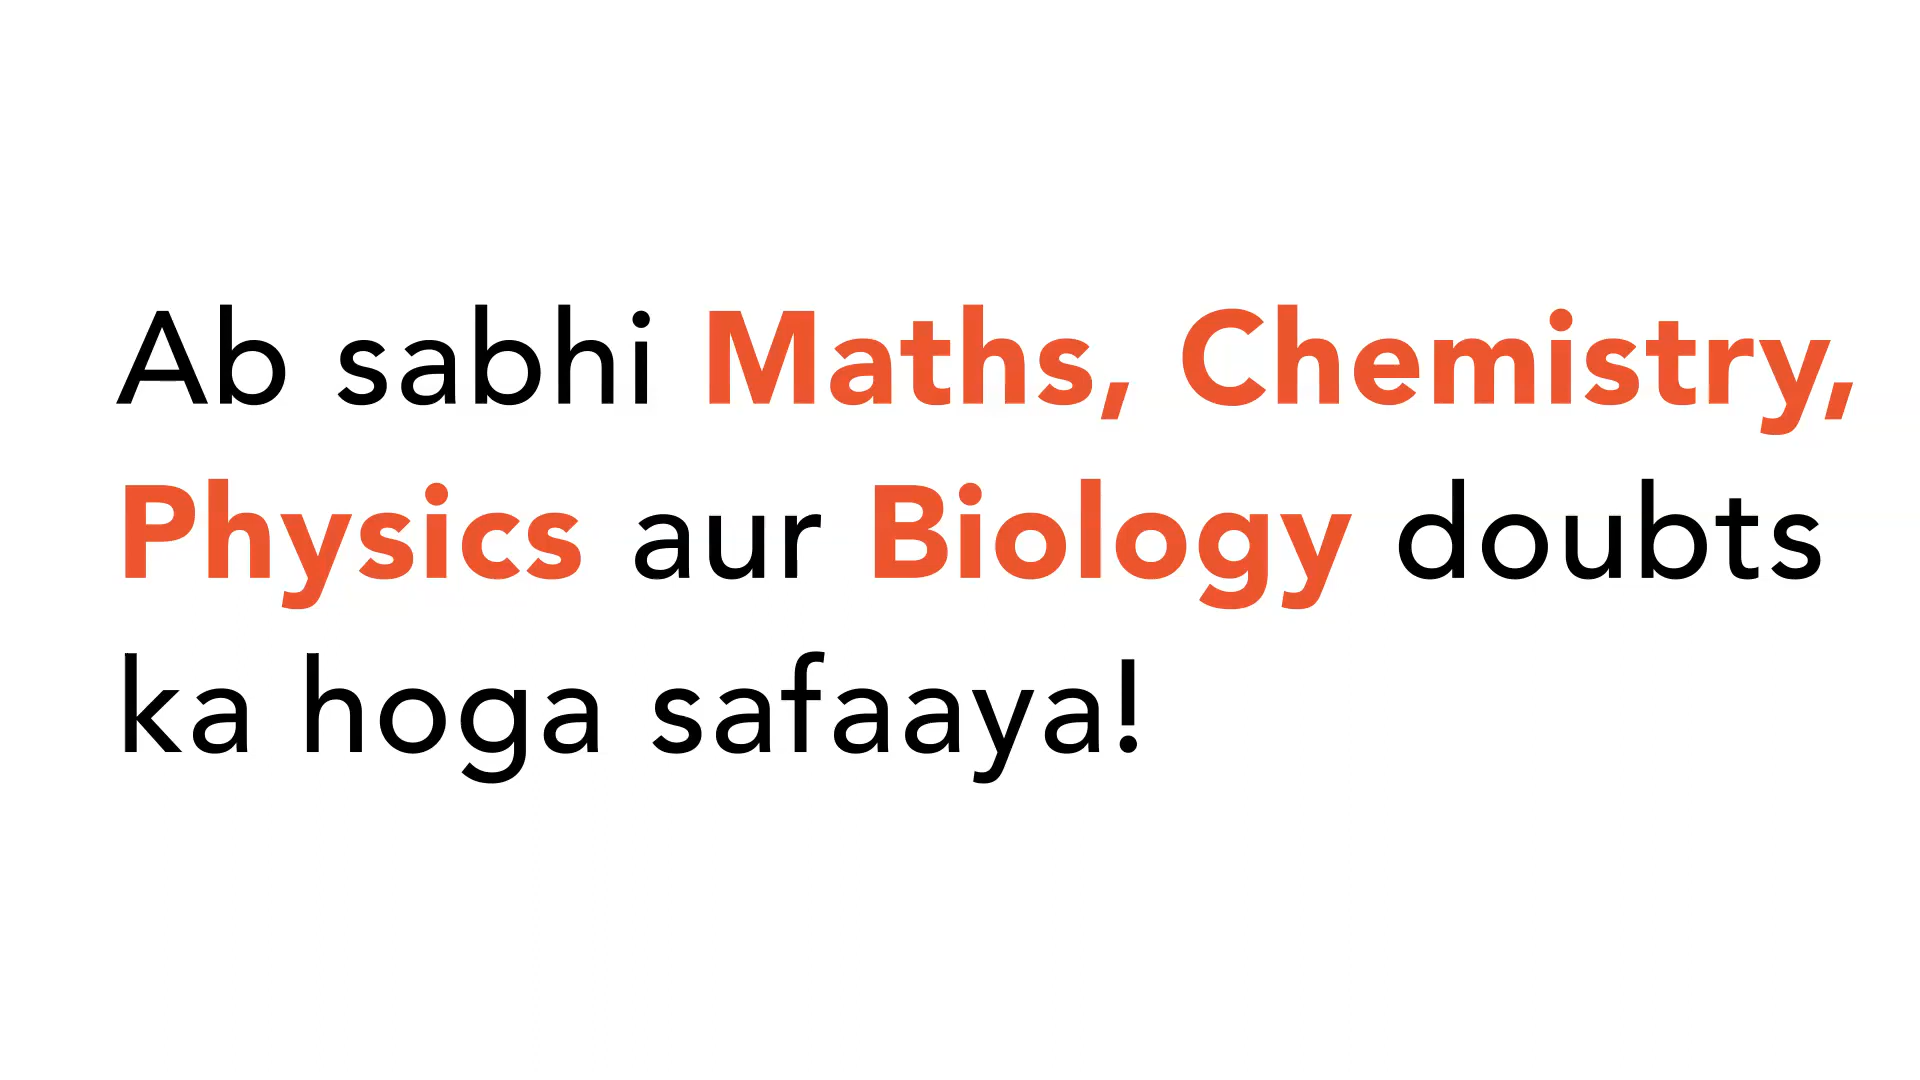 Ab sabhi Maths, Chemistry,
Physics aur Biology doubts
ka hoga safaaya!